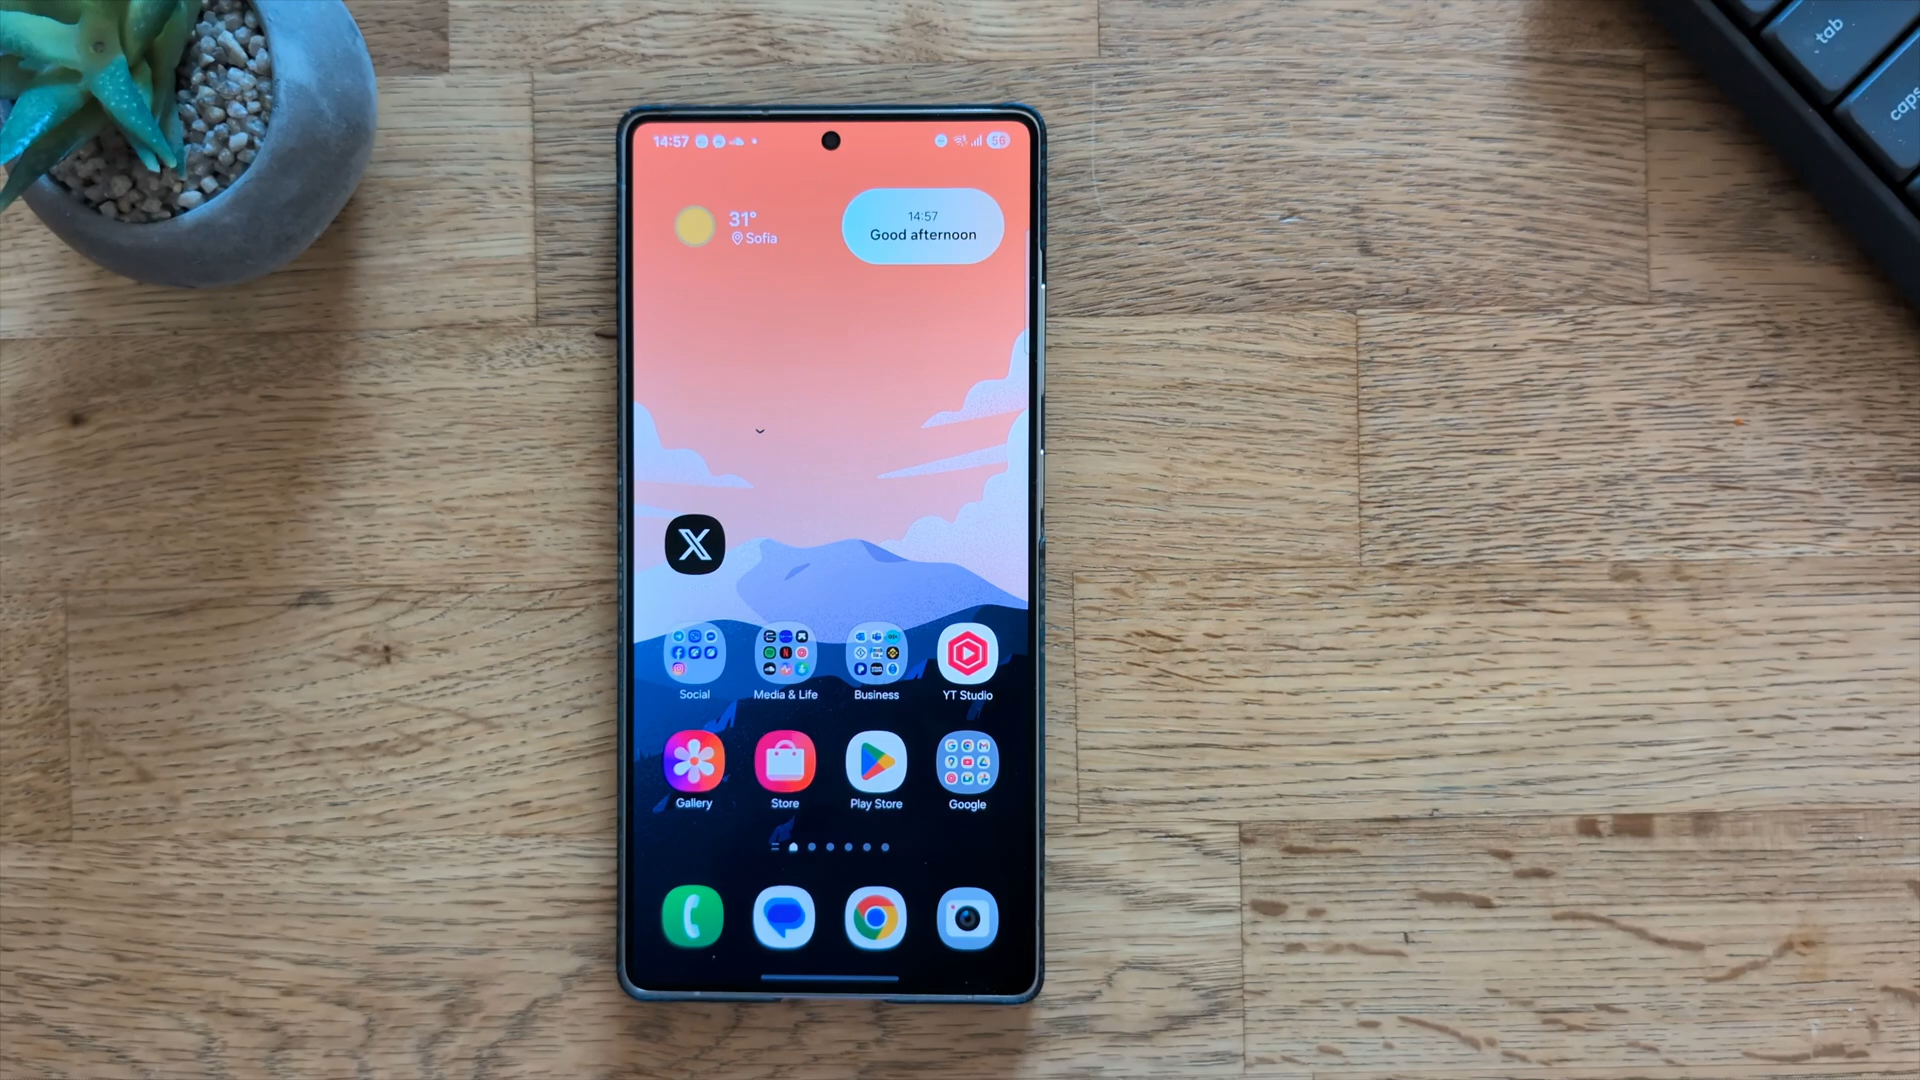 tab
caps
14:57
56
31°
Sofia
14:57
Good afternoon
X
Social
Media & Life
Business
YT Studio
Gallery
Store
Play Store
Google